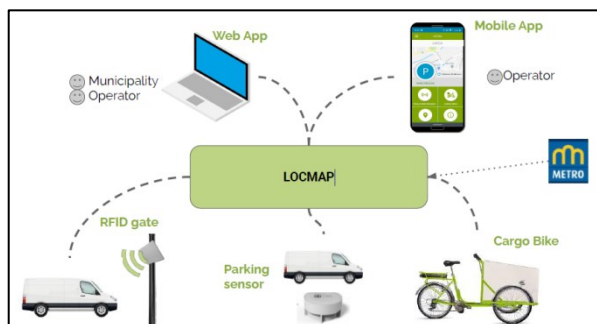 Web App
Mobile App
Municipality
Operator
Operator
P
LOCMAP
METRO
RFID gate
Parking
sensor
Cargo Bike